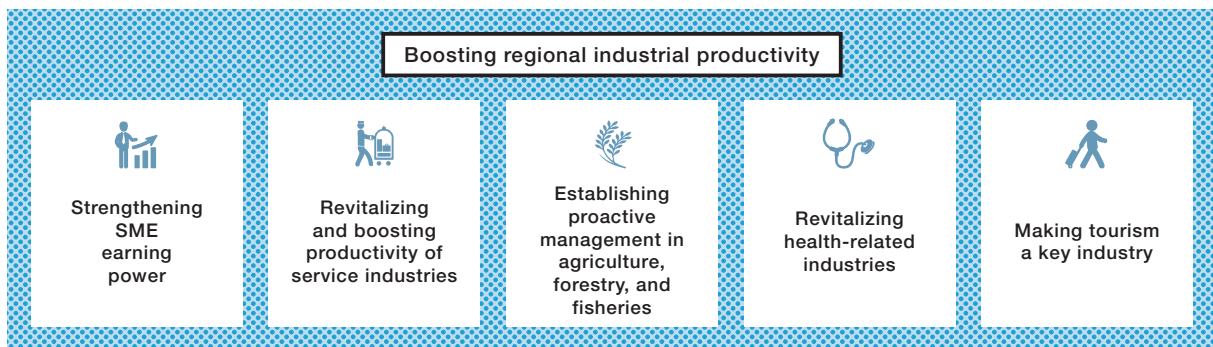 Boosting regional industrial productivity
Strengthening
SME
earning
power
Revitalizing
and boosting
productivity of
service industries
Establishing
proactive
management in
agriculture,
forestry, and
fisheries
Revitalizing
health-related
industries
Making tourism
a key industry